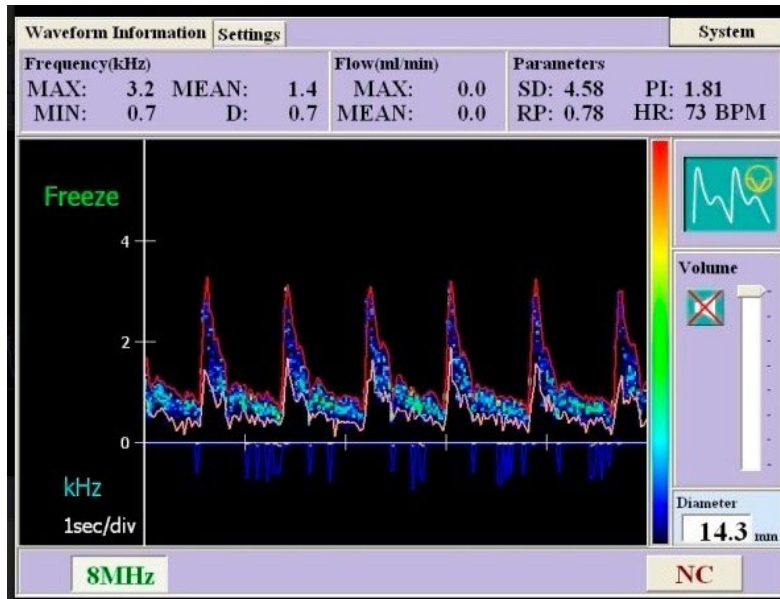 Waveform Information Settings System
Frequency(kHz) Flow(ml/min) Parameters
MAX: 3.2 MEAN: 1.4 MAX: 0.0 SD: 4.58 PI: 1.81
MIN: 0.7 D: 0.7 MEAN: 0.0 RP: 0.78 HR: 73 BPM
Freeze
4
Volume
2
0
kHz
Diameter
1sec/div
14.3 mm
8MHz NC